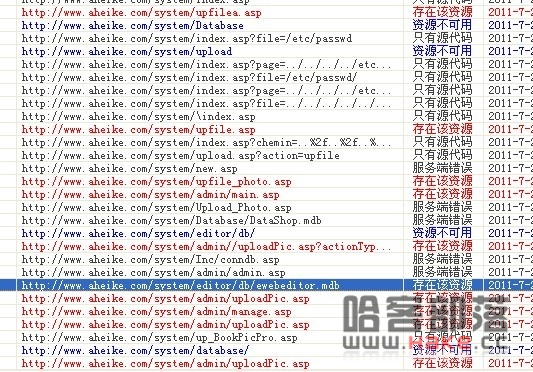 http://www.aheike.com/system/upfilea.asp 存在该资源 2011-7-2
http://www.aheike.com/system/Database 资源不可用 2011-7-2
http://www.aheike.com/system/index.asp?file=/etc/passwd 只有源代码 2011-7-2
http://www.aheike.com/system/upload 资源不可用 2011-7-2
http://www.aheike.com/system/index.asp?page=../../../../etc... 只有源代码 2011-7-2
http://www.aheike.com/system/index.asp?file=/etc/passwd/ 只有源代码 2011-7-2
http://www.aheike.com/system/index.asp?page=../../../../etc... 只有源代码 2011-7-2
http://www.aheike.com/system/index.asp?file=../../../../../... 只有源代码 2011-7-2
http://www.aheike.com/system/\index.asp 只有源代码 2011-7-2
http://www.aheike.com/system/upfile.asp 存在该资源 2011-7-2
http://www.aheike.com/system/index.asp?chemin=..%2f..%2f..%... 只有源代码 2011-7-2
http://www.aheike.com/system/upload.asp?action=upfile 只有源代码 2011-7-2
http://www.aheike.com/system/new.asp 服务端错误 2011-7-2
http://www.aheike.com/system/upfile_photo.asp 存在该资源 2011-7-2
http://www.aheike.com/system/admin/main.asp 存在该资源 2011-7-2
http://www.aheike.com/system/Upload_Photo.asp 只有源代码 2011-7-2
http://www.aheike.com/system/Database/DataShop.mdb 服务端错误 2011-7-2
http://www.aheike.com/system/editor/db/ 资源不可用 2011-7-2
http://www.aheike.com/system/admin//uploadPic.asp?actionTyp... 存在该资源 2011-7-2
http://www.aheike.com/system/Inc/conndb.asp 服务端错误 2011-7-2
http://www.aheike.com/system/admin/admin.asp 服务端错误 2011-7-2
http://www.aheike.com/system/editor/db/ewebeditor.mdb 存在该资源 2011-7-2
http://www.aheike.com/system/admin/uploadPic.asp 存在该资源 2011-7-2
http://www.aheike.com/system/admin/manage.asp 存在该资源 2011-7-2
http://www.aheike.com/system/admin/uploadPic.asp 存在该资源 2011-7-2
http://www.aheike.com/system/up_BookPicPro.asp 只有源代码 2011-7-2
http://www.aheike.com/system/database/ 资源不可用 2011-7-2
http://www.aheike.com/system/admin/uploadPic.asp 存在该资源 2011-7-2
哈客部落